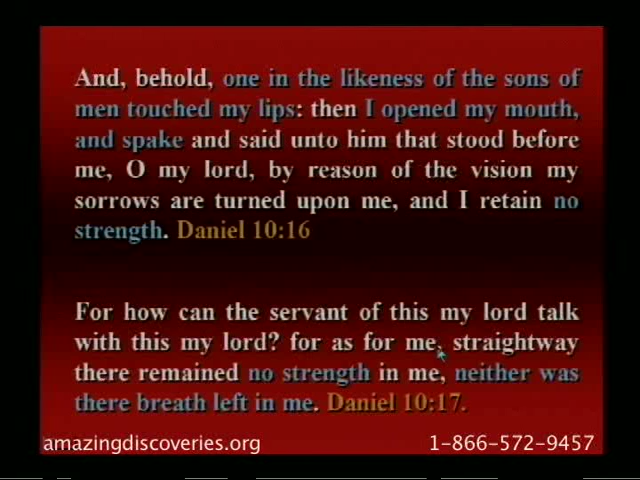 And, behold, one in the likeness of the sons of
men touched my lips: then I opened my mouth,
and spake and said unto him that stood before
me, O my lord, by reason of the vision my
sorrows are turned upon me, and I retain no
strength. Daniel 10:16
For how can the servant of this my lord talk
with this my lord? for as for me, straightway
there remained no strength in me, neither was
there breath left in me. Daniel 10:17.
amazingdiscoveries.org 1-866-572-9457